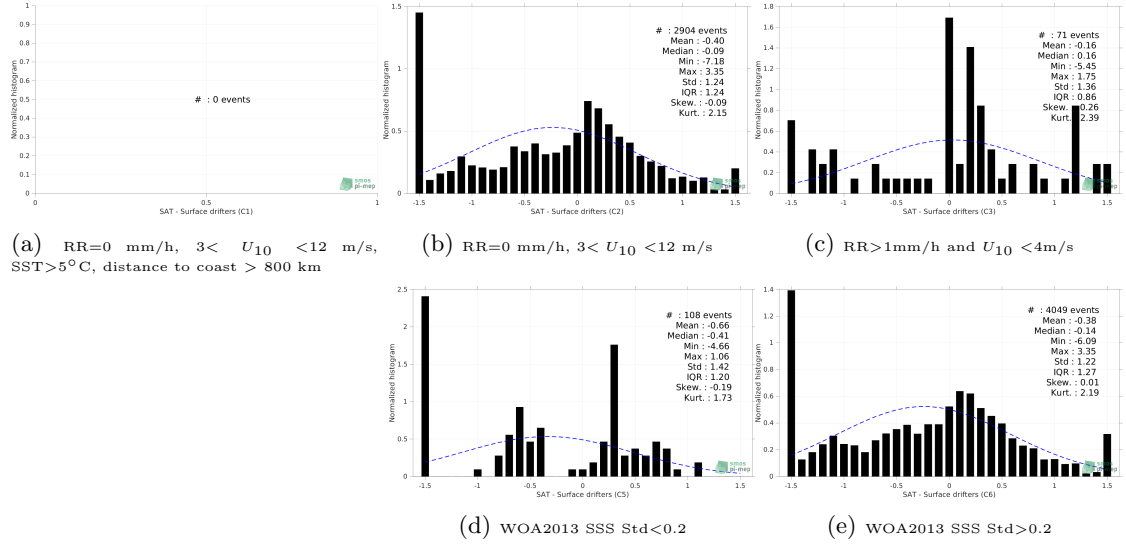 1
0.9
0.8
0.7
0.6
0.5
0.4
0.3
0.2
0.1
0
Normalized histogram
# : 0 events
smos
pi-mep
0 0.5 1
SAT - Surface drifters (C1)
(a) RR=0 mm/h, 3< U10 <12 m/s,
SST>5°C, distance to coast > 800 km
1.5
1
0.5
0
Normalized histogram
# : 2904 events
Mean : -0.40
Median : -0.09
Min : -7.18
Max : 3.35
Std : 1.24
IQR : 1.24
Skew. : -0.09
Kurt. : 2.15
smos
pi-mep
-1.5 -1 -0.5 0 0.5 1 1.5
SAT - Surface drifters (C2)
(b) RR=0 mm/h, 3< U10 <12 m/s
1.8
1.6
1.4
1.2
1
0.8
0.6
0.4
0.2
0
Normalized histogram
# : 71 events
Mean : -0.16
Median : 0.16
Min : -5.45
Max : 1.75
Std : 1.36
IQR : 0.86
Skew. 0.26
Kurt. 2.39
smos
pi-mep
-1.5 -1 -0.5 0 0.5 1 1.5
SAT - Surface drifters (C3)
(c) RR>1mm/h and U10 <4m/s
2.5
2
1.5
1
0.5
0
Normalized histogram
# : 108 events
Mean : -0.66
Median : -0.41
Min : -4.66
Max : 1.06
Std : 1.42
IQR : 1.20
Skew. : -0.19
Kurt. : 1.73
smos
pi-mep
-1.5 -1 -0.5 0 0.5 1 1.5
SAT - Surface drifters (C5)
(d) WOA2013 SSS Std<0.2
1.4
1.2
1
0.8
0.6
0.4
0.2
0
Normalized histogram
# : 4049 events
Mean : -0.38
Median : -0.14
Min : -6.09
Max : 3.35
Std : 1.22
IQR : 1.27
Skew. : 0.01
Kurt. : 2.19
smos
pi-mep
-1.5 -1 -0.5 0 0.5 1 1.5
SAT - Surface drifters (C6)
(e) WOA2013 SSS Std>0.2